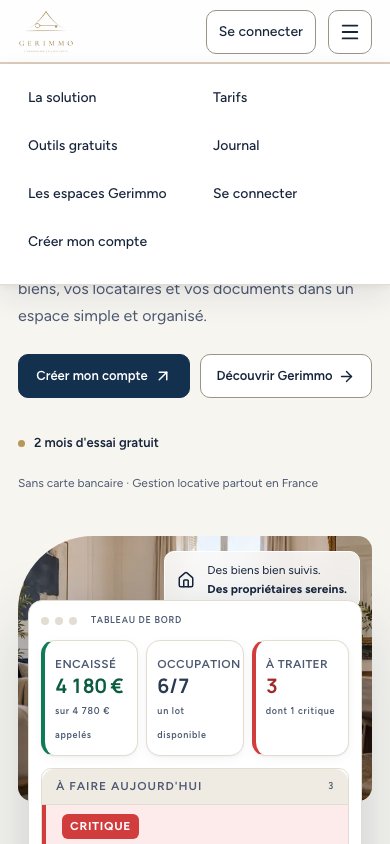 GERIMMO
Se connecter
La solution
Tarifs
Outils gratuits
Journal
Les espaces Gerimmo
Se connecter
Créer mon compte
biens, vos locataires et vos documents dans un
espace simple et organisé.
Créer mon compte
Découvrir Gerimmo
2 mois d'essai gratuit
Sans carte bancaire · Gestion locative partout en France
Des biens bien suivis.
Des propriétaires sereins.
TABLEAU DE BORD
ENCAISSÉ
4 180 €
sur 4 780 €
appelés
OCCUPATION
6/7
un lot
disponible
À TRAITER
3
dont 1 critique
À FAIRE AUJOURD'HUI
3
CRITIQUE